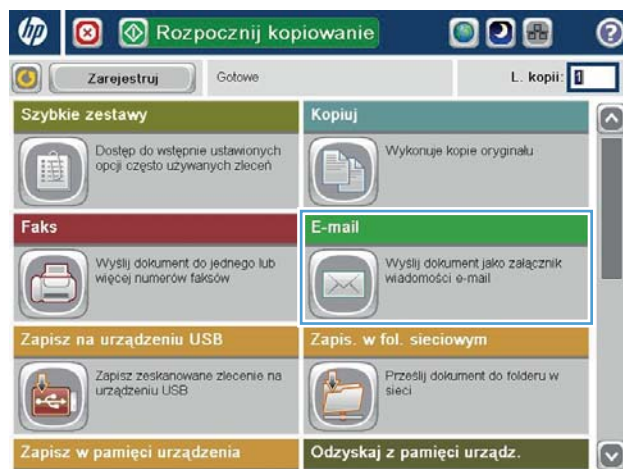 hp
Rozpocznij kopiowanie
?
Zarejestruj
Gotowe
L. kopii: 1
Szybkie zestawy
Dostęp do wstępnie ustawionych
opcji często używanych zleceń
Kopiuj
Wykonuje kopie oryginału
Faks
Wyślij dokument do jednego lub
więcej numerów faksów
E-mail
Wyślij dokument jako załącznik
wiadomości e-mail
Zapisz na urządzeniu USB
Zapisz zeskanowane zlecenie na
urządzeniu USB
Zapis. w fol. sieciowym
Prześlij dokument do folderu w
sieci
Zapisz w pamięci urządzenia
Odzyskaj z pamięci urządz.